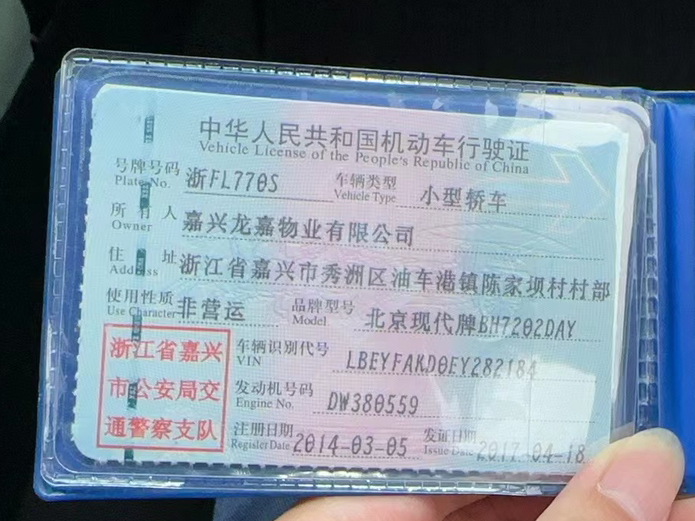 中华人民共和国机动车行驶证
Vehicle License of the People's Republic of China
号牌号码 浙FL770S 车辆类型 小型轿车
Plate No. Vehicle Type
所有人 嘉兴龙嘉物业有限公司
Owner
住址 浙江省嘉兴市秀洲区油车港镇陈家坝村村部
Address
使用性质 非营运 品牌型号 北京现代牌BH7202DAY
Use Character Model
浙江省嘉兴
市公安局交
通警察支队
车辆识别代号 LBEYFAKD0EY282184
VIN
发动机号码 DW380559
Engine No.
注册日期 2014-03-05 发证日期 2017-04-18
Register Date Issue Date